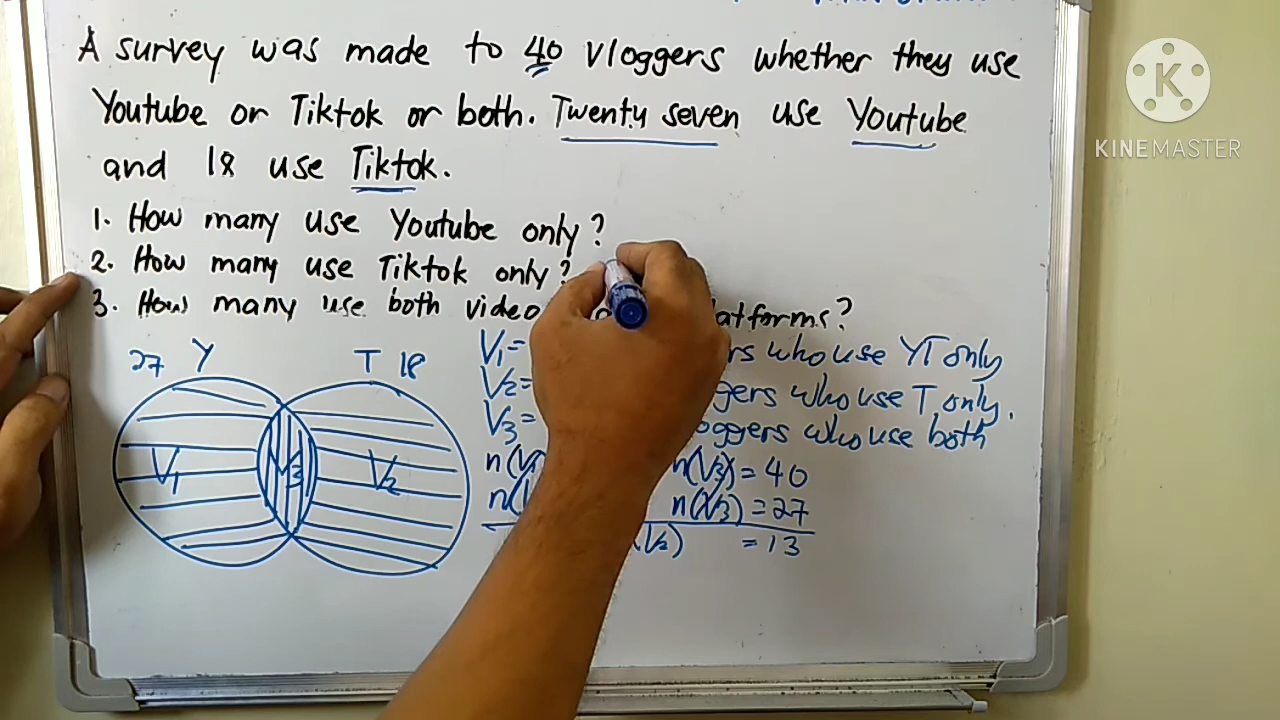 A survey was made to 40 vloggers whether they use
Youtube or Tiktok or both. Twenty seven use Youtube
and 18 use Tiktok.
1. How many use Youtube only?
2. How many use Tiktok only?
3. How many use both video platforms?
27 Y T 18
V1 V3 V2
V1= who use YT only
V2= who use T only.
V3= vloggers who use both
n(V1) n(V3) = 40
n(V3) = 27
(V2) = 13
K
KINEMASTER